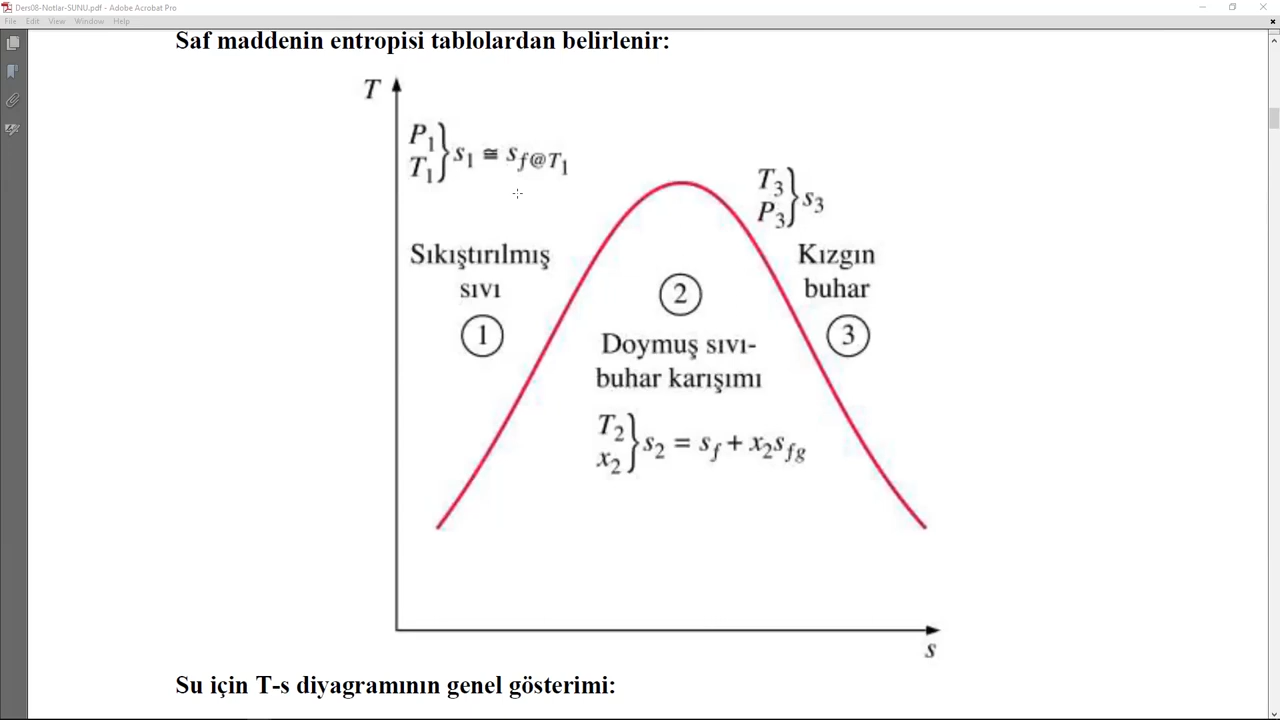 Ders08-Notlar-SUNU.pdf - Adobe Acrobat Pro
File Edit View Window Help
Saf maddenin entropisi tablolardan belirlenir:
T
P1
T1 } s1 ≅ sf@T1
T3
P3 } s3
Sıkıştırılmış
sıvı
1
Kızgın
buhar
3
2
Doymuş sıvı-
buhar karışımı
T2
x2 } s2 = sf + x2sfg
s
Su için T-s diyagramının genel gösterimi: